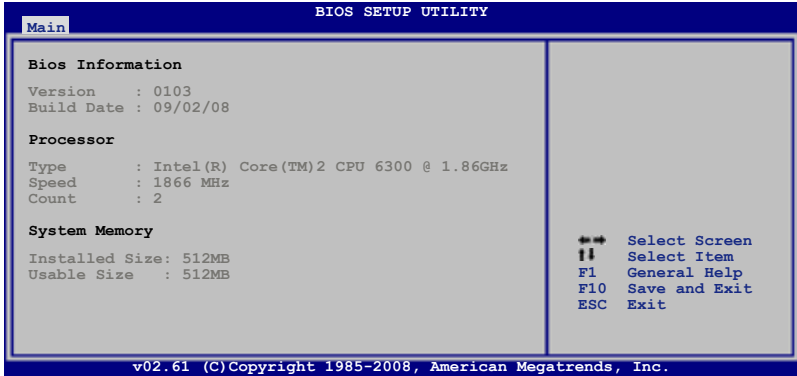 BIOS SETUP UTILITY
Main
Bios Information
Version : 0103
Build Date : 09/02/08
Processor
Type : Intel(R) Core(TM)2 CPU 6300 @ 1.86GHz
Speed : 1866 MHz
Count : 2
System Memory
Installed Size: 512MB
Usable Size : 512MB
←→ Select Screen
↑↓ Select Item
F1 General Help
F10 Save and Exit
ESC Exit
v02.61 (C)Copyright 1985-2008, American Megatrends, Inc.